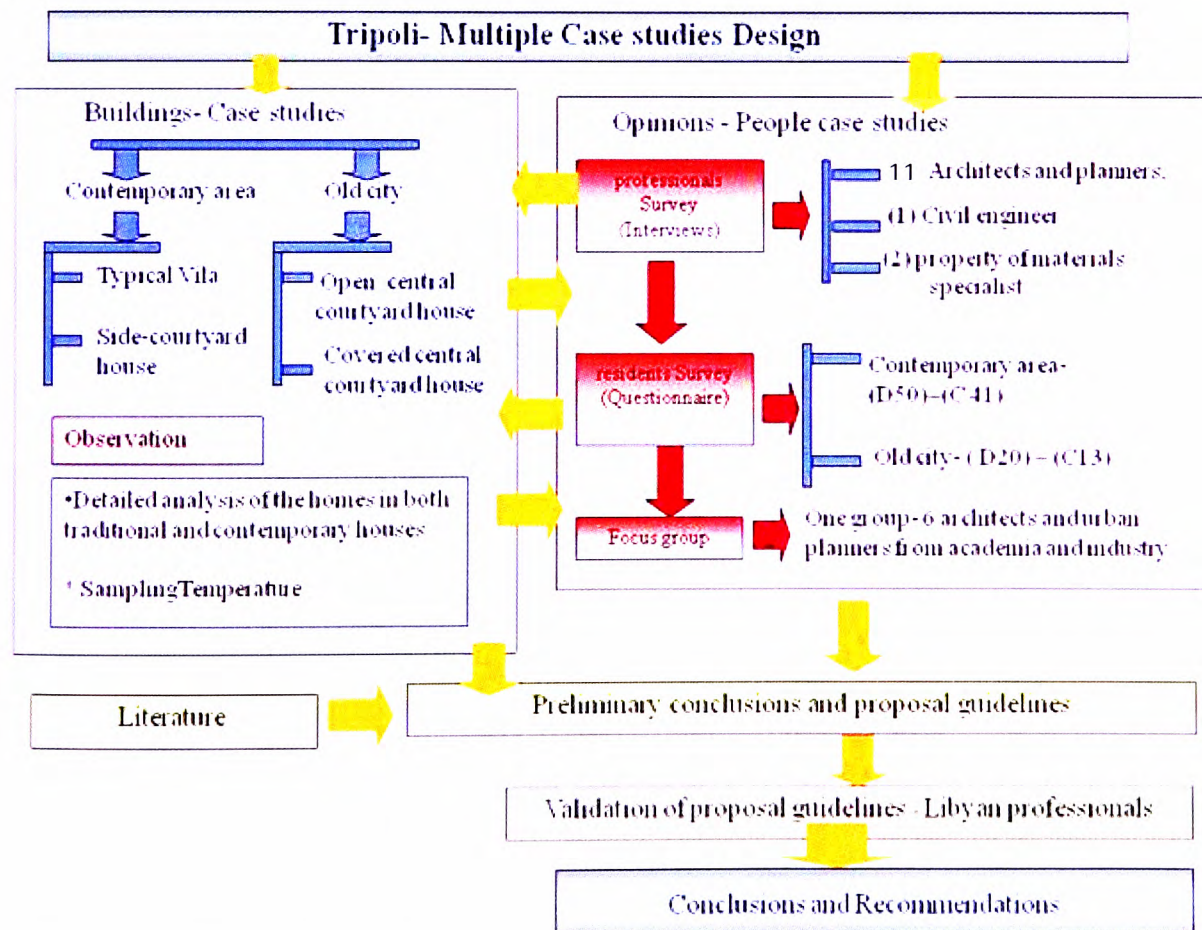 Tripoli- Multiple Case studies Design
Buildings- Case studies
Contemporary area
Old city
Typical Vila
Side-courtyard
house
Open central
courtyard house
Covered central
courtyard house
Observation
•Detailed analysis of the homes in both
traditional and contemporary houses
* Sampling Temperature
Opinions - People case studies
professionals
Survey
(Interviews)
11 Architects and planners.
(1) Civil engineer
(2) property of materials
specialist
residents Survey
(Questionnaire)
Contemporary area-
(D50)–(C41)
Old city- (D20) – (C13)
Focus group
One group- 6 architects and urban
planners from academia and industry
Literature
Preliminary conclusions and proposal guidelines
Validation of proposal guidelines - Libyan professionals
Conclusions and Recommendations